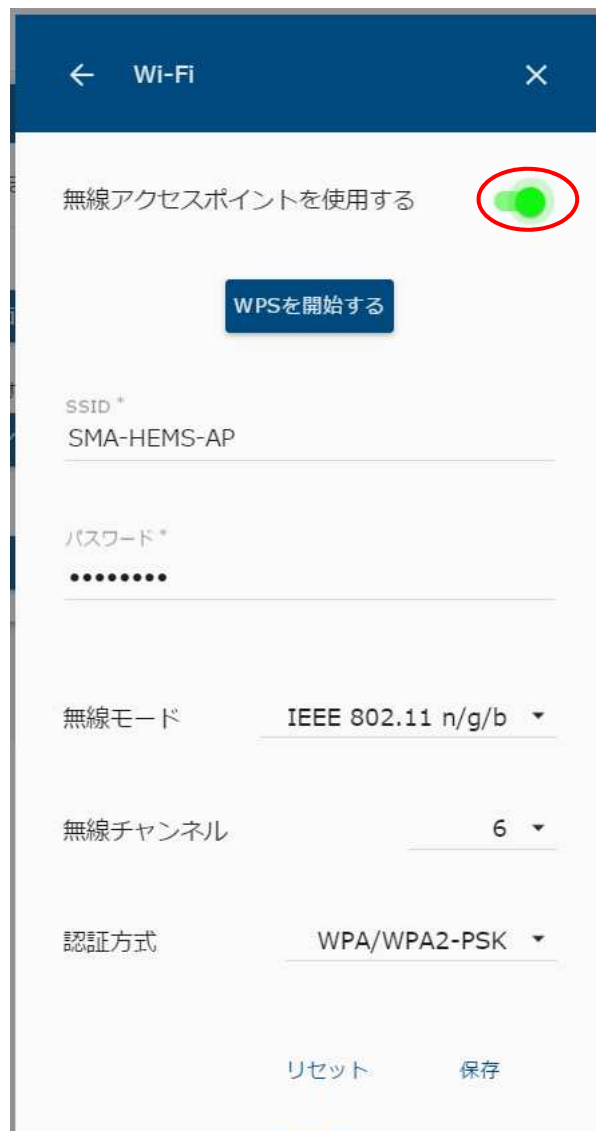 ← Wi-Fi ×
無線アクセスポイントを使用する
WPSを開始する
SSID *
SMA-HEMS-AP
パスワード *
••••••••
無線モード IEEE 802.11 n/g/b
無線チャンネル 6
認証方式 WPA/WPA2-PSK
リセット 保存